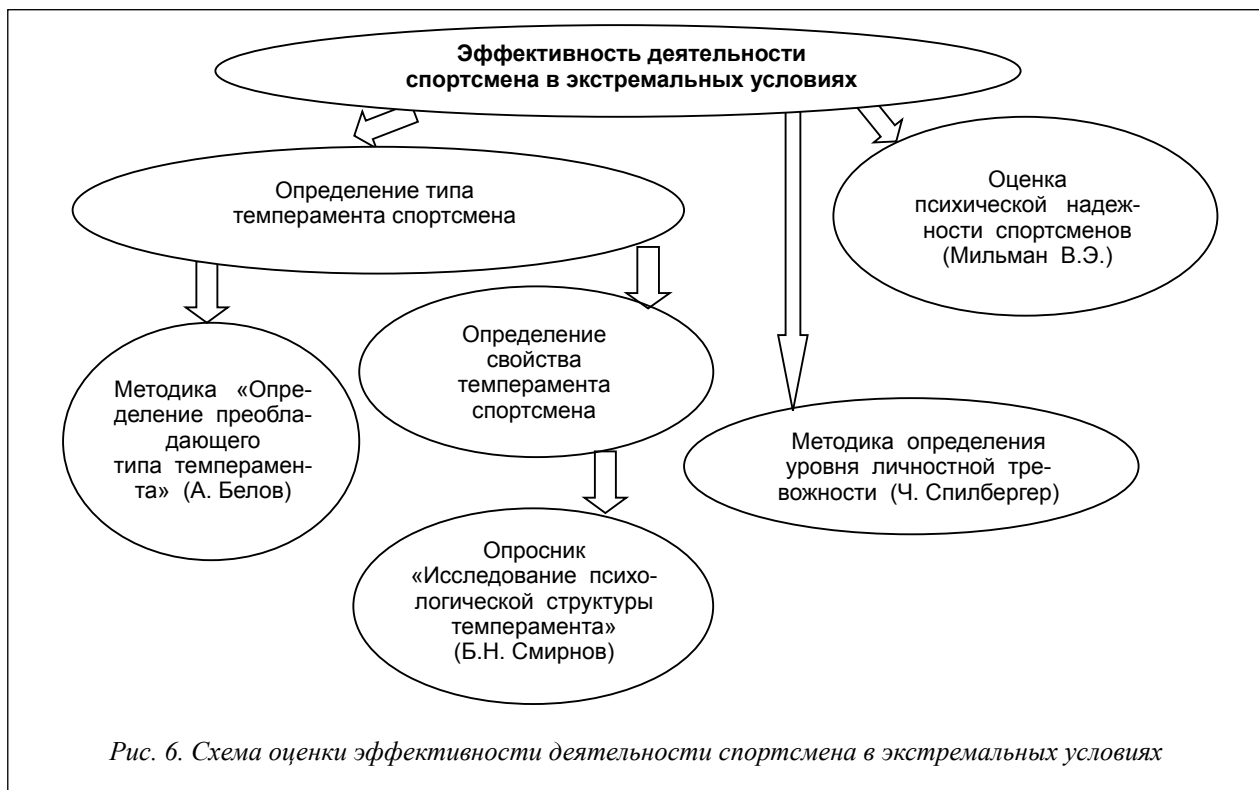 Эффективность деятельности
спортсмена в экстремальных условиях
Определение типа
темперамента спортсмена
Оценка
психической надеж-
ности спортсменов
(Мильман В.Э.)
Методика «Опре-
деление преобла-
дающего
типа темперамен-
та» (А. Белов)
Определение
свойства
темперамента
спортсмена
Методика определения
уровня личностной тре-
вожности (Ч. Спилбергер)
Опросник
«Исследование психо-
логической структуры
темперамента»
(Б.Н. Смирнов)
Рис. 6. Схема оценки эффективности деятельности спортсмена в экстремальных условиях